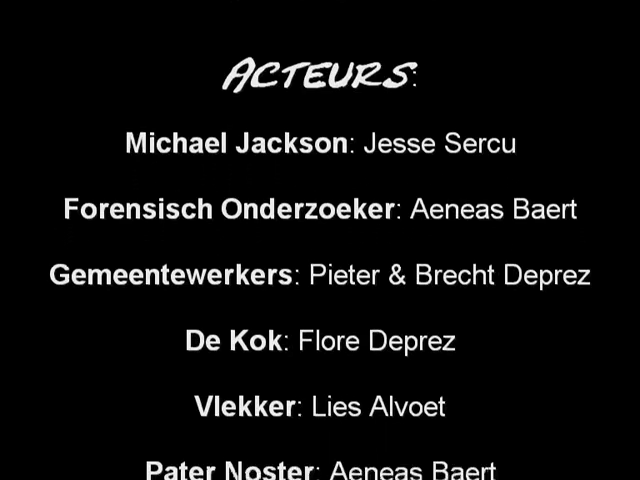 ACTEURS:
Michael Jackson: Jesse Sercu
Forensisch Onderzoeker: Aeneas Baert
Gemeentewerkers: Pieter & Brecht Deprez
De Kok: Flore Deprez
Vlekker: Lies Alvoet
Pater Noster: Aeneas Baert